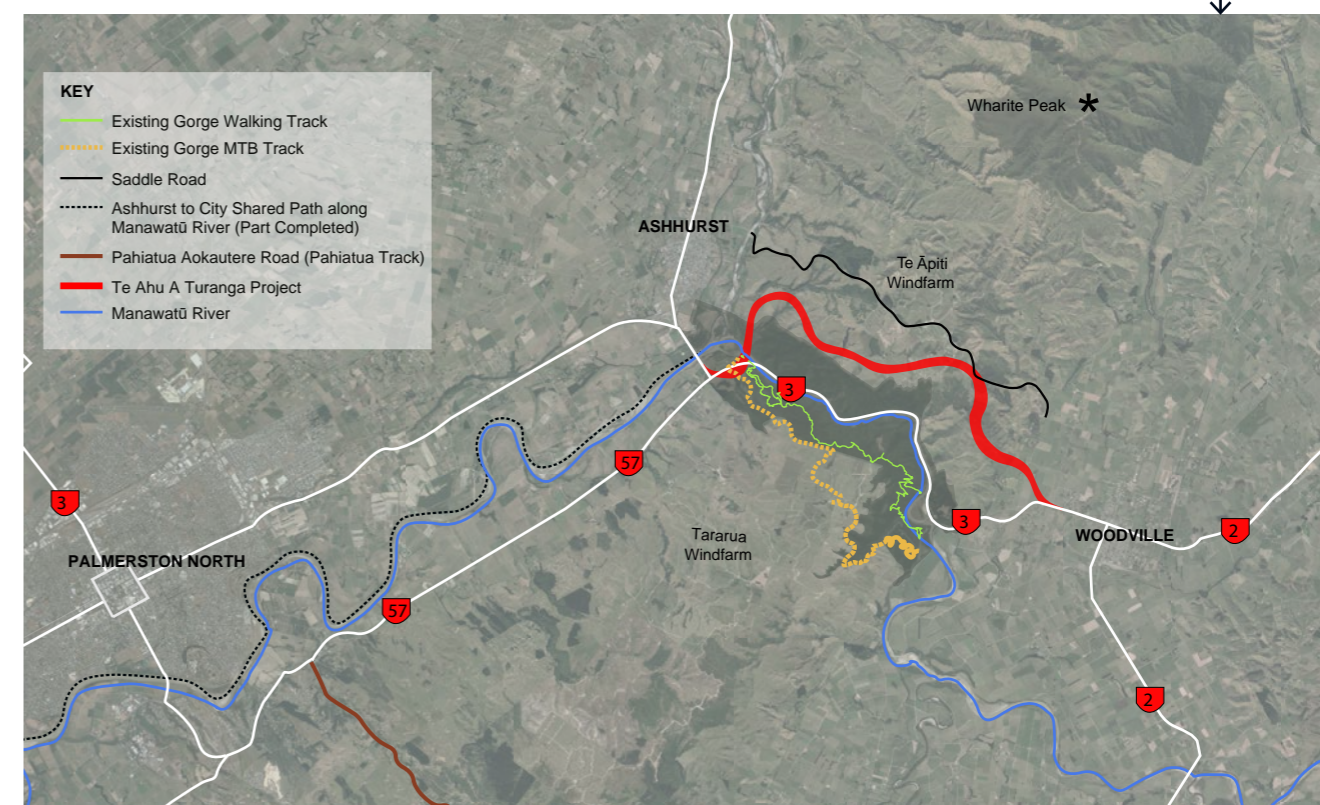 KEY
Existing Gorge Walking Track
Existing Gorge MTB Track
Saddle Road
Ashhurst to City Shared Path along
Manawatū River (Part Completed)
Pahiatua Aokautere Road (Pahiatua Track)
Te Ahu A Turanga Project
Manawatū River
Wharite Peak *
ASHHURST
Te Āpiti
Windfarm
3
57
3
3
WOODVILLE
2
Tararua
Windfarm
PALMERSTON NORTH
57
2